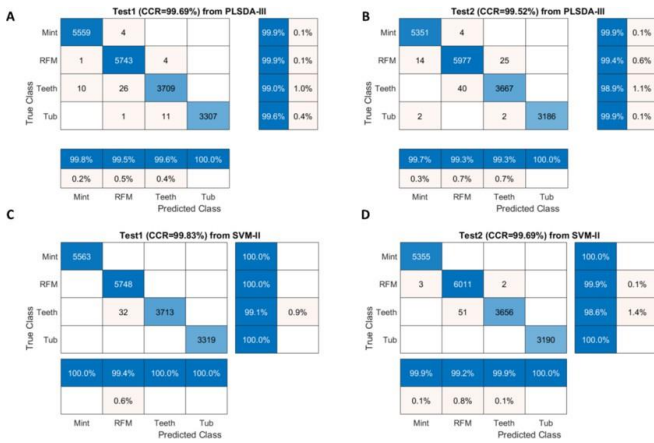 A
Test1 (CCR=99.69%) from PLSDA-III
True Class
Mint 5559 4 99.9% 0.1%
RFM 1 5743 4 99.9% 0.1%
Teeth 10 26 3709 99.0% 1.0%
Tub 1 11 3307 99.6% 0.4%
99.8% 99.5% 99.6% 100.0%
0.2% 0.5% 0.4%
Mint RFM Teeth Tub
Predicted Class
B
Test2 (CCR=99.52%) from PLSDA-III
True Class
Mint 5351 4 99.9% 0.1%
RFM 14 5977 25 99.4% 0.6%
Teeth 40 3667 98.9% 1.1%
Tub 2 2 3186 99.9% 0.1%
99.7% 99.3% 99.3% 100.0%
0.3% 0.7% 0.7%
Mint RFM Teeth Tub
Predicted Class
C
Test1 (CCR=99.83%) from SVM-II
True Class
Mint 5563 100.0%
RFM 5748 100.0%
Teeth 32 3713 99.1% 0.9%
Tub 3319 100.0%
100.0% 99.4% 100.0% 100.0%
0.6%
Mint RFM Teeth Tub
Predicted Class
D
Test2 (CCR=99.69%) from SVM-II
True Class
Mint 5355 100.0%
RFM 3 6011 2 99.9% 0.1%
Teeth 51 3656 98.6% 1.4%
Tub 3190 100.0%
99.9% 99.2% 99.9% 100.0%
0.1% 0.8% 0.1%
Mint RFM Teeth Tub
Predicted Class